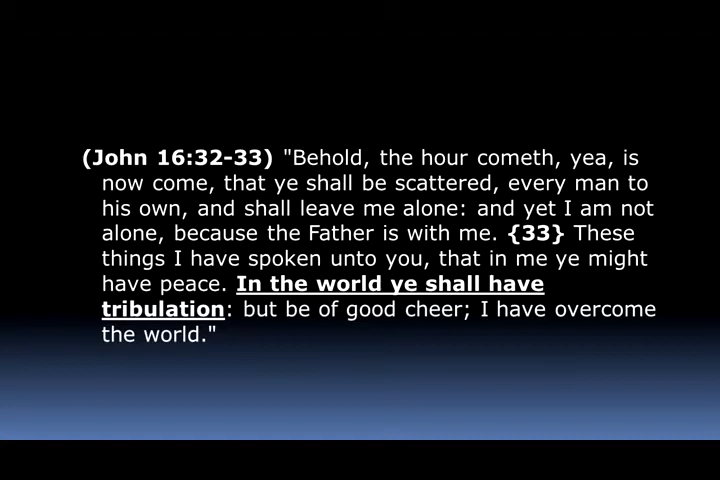 (John 16:32-33) "Behold, the hour cometh, yea, is
now come, that ye shall be scattered, every man to
his own, and shall leave me alone: and yet I am not
alone, because the Father is with me. {33} These
things I have spoken unto you, that in me ye might
have peace. In the world ye shall have
tribulation: but be of good cheer; I have overcome
the world."